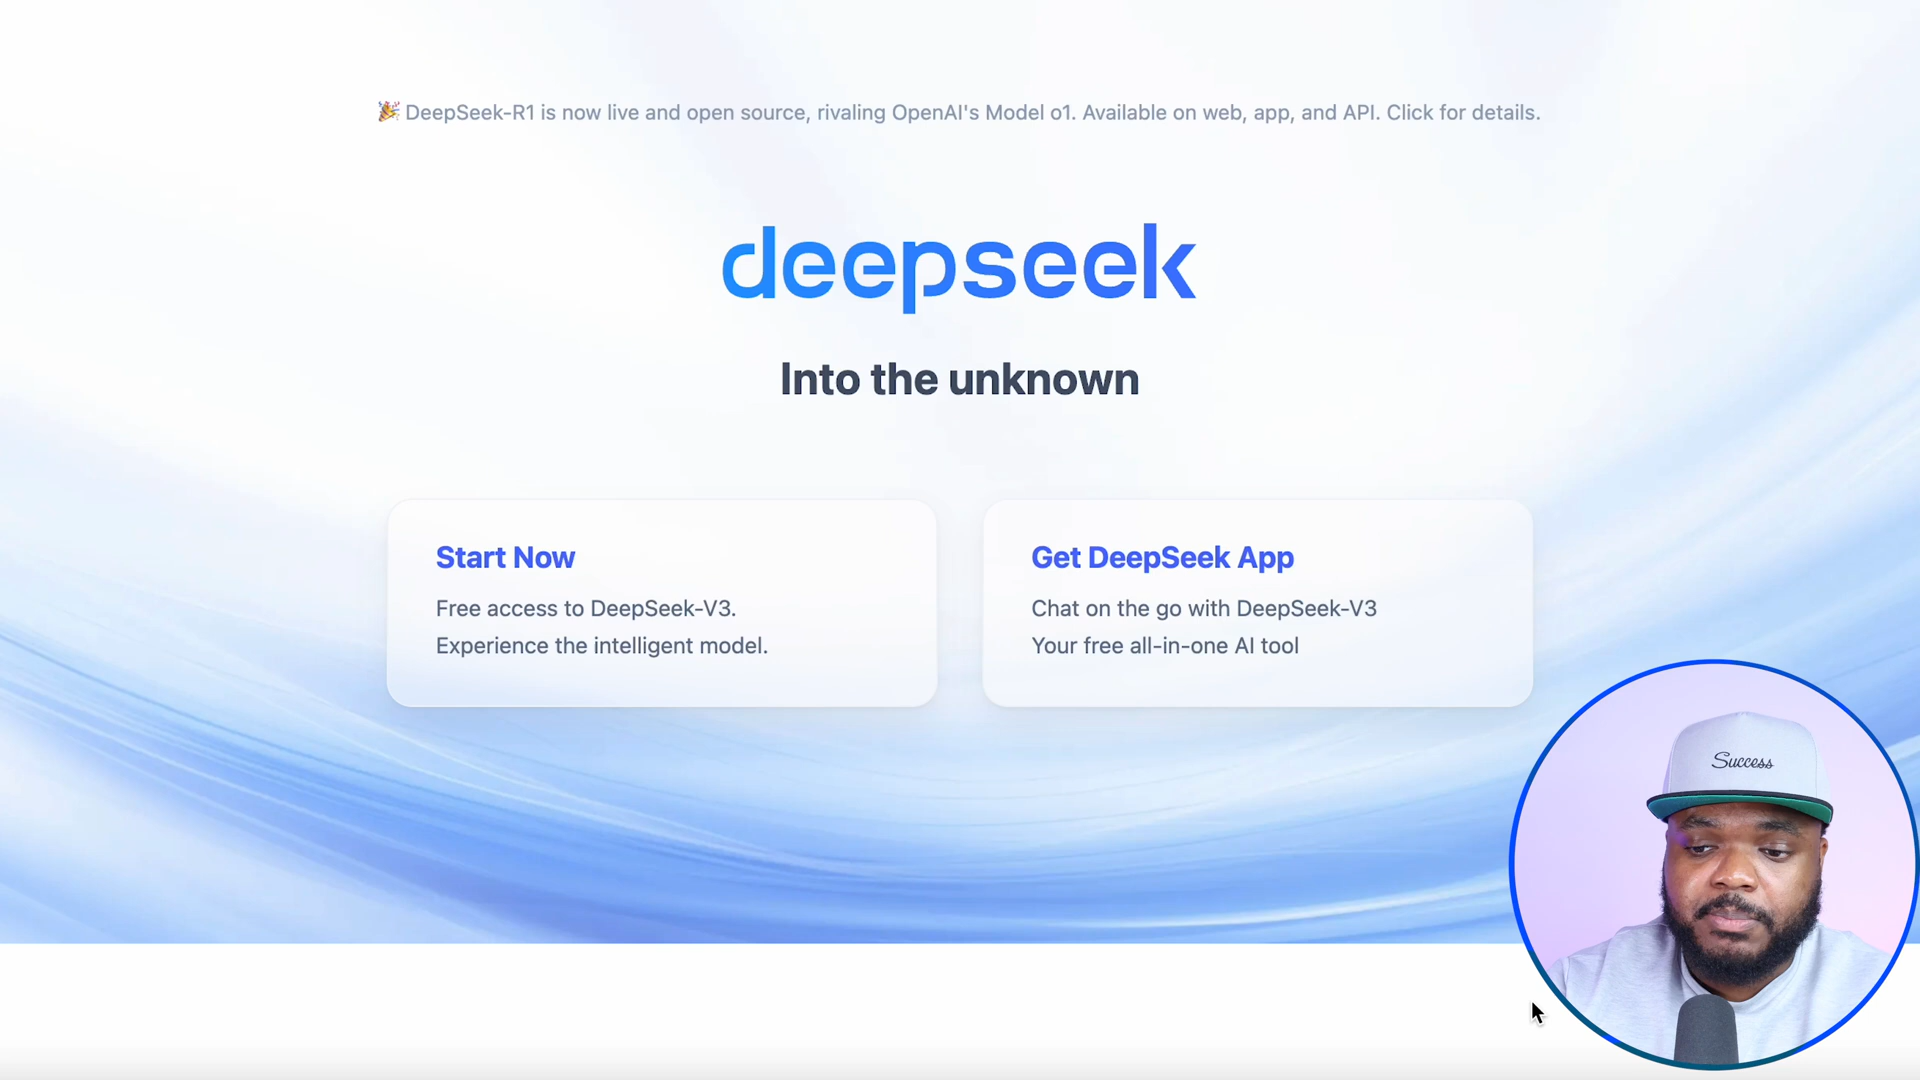 🎉 DeepSeek-R1 is now live and open source, rivaling OpenAI's Model o1. Available on web, app, and API. Click for details.
deepseek
Into the unknown
Start Now
Free access to DeepSeek-V3.
Experience the intelligent model.
Get DeepSeek App
Chat on the go with DeepSeek-V3
Your free all-in-one AI tool
Success